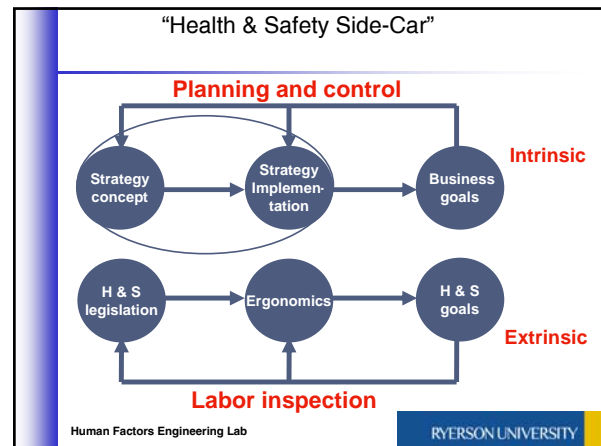 “Health & Safety Side-Car”
Planning and control
Intrinsic
Strategy
concept
Strategy
Implemen-
tation
Business
goals
H & S
legislation
Ergonomics
H & S
goals
Extrinsic
Labor inspection
Human Factors Engineering Lab
RYERSON UNIVERSITY